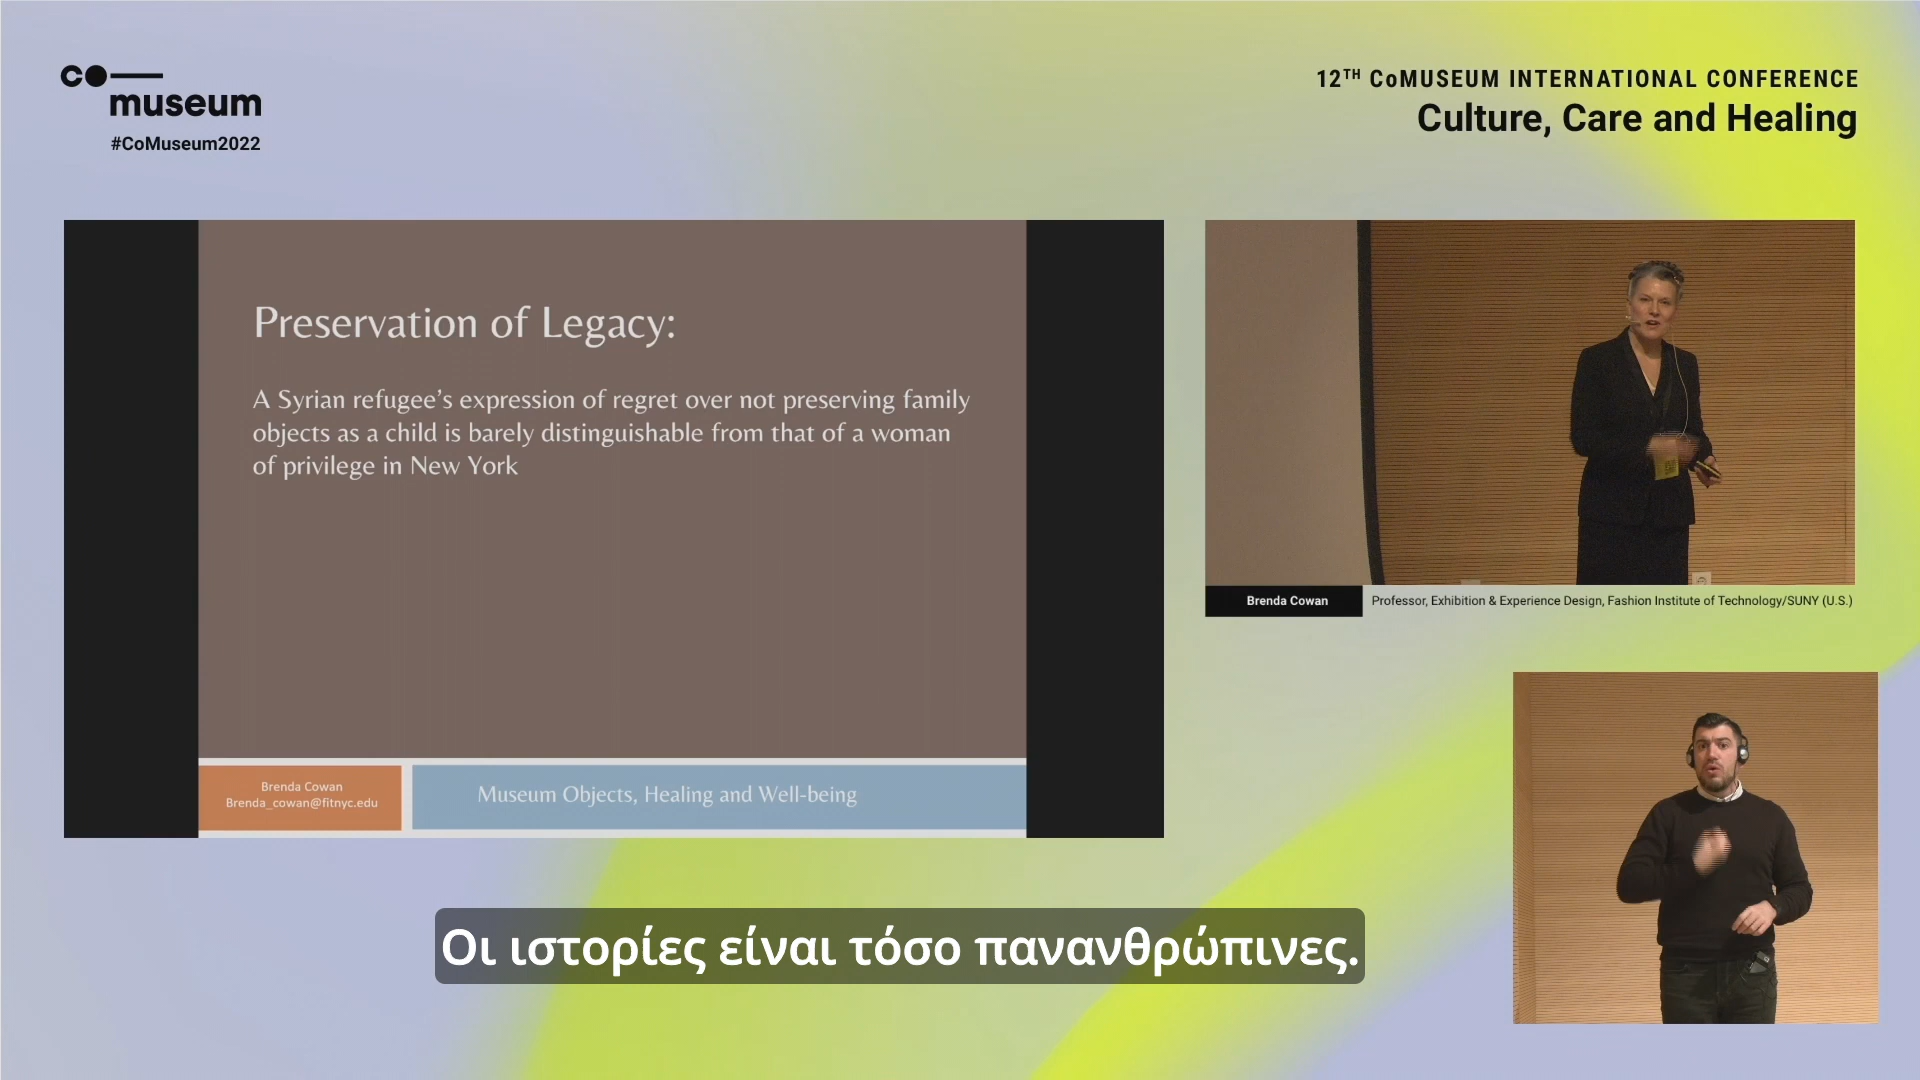 co
museum
#CoMuseum2022
12TH CoMUSEUM INTERNATIONAL CONFERENCE
Culture, Care and Healing
Preservation of Legacy:
A Syrian refugee’s expression of regret over not preserving family
objects as a child is barely distinguishable from that of a woman
of privilege in New York
Brenda Cowan
Brenda_cowan@fitnyc.edu
Museum Objects, Healing and Well-being
Brenda Cowan
Professor, Exhibition & Experience Design, Fashion Institute of Technology/SUNY (U.S.)
Οι ιστορίες είναι τόσο πανανθρώπινες.